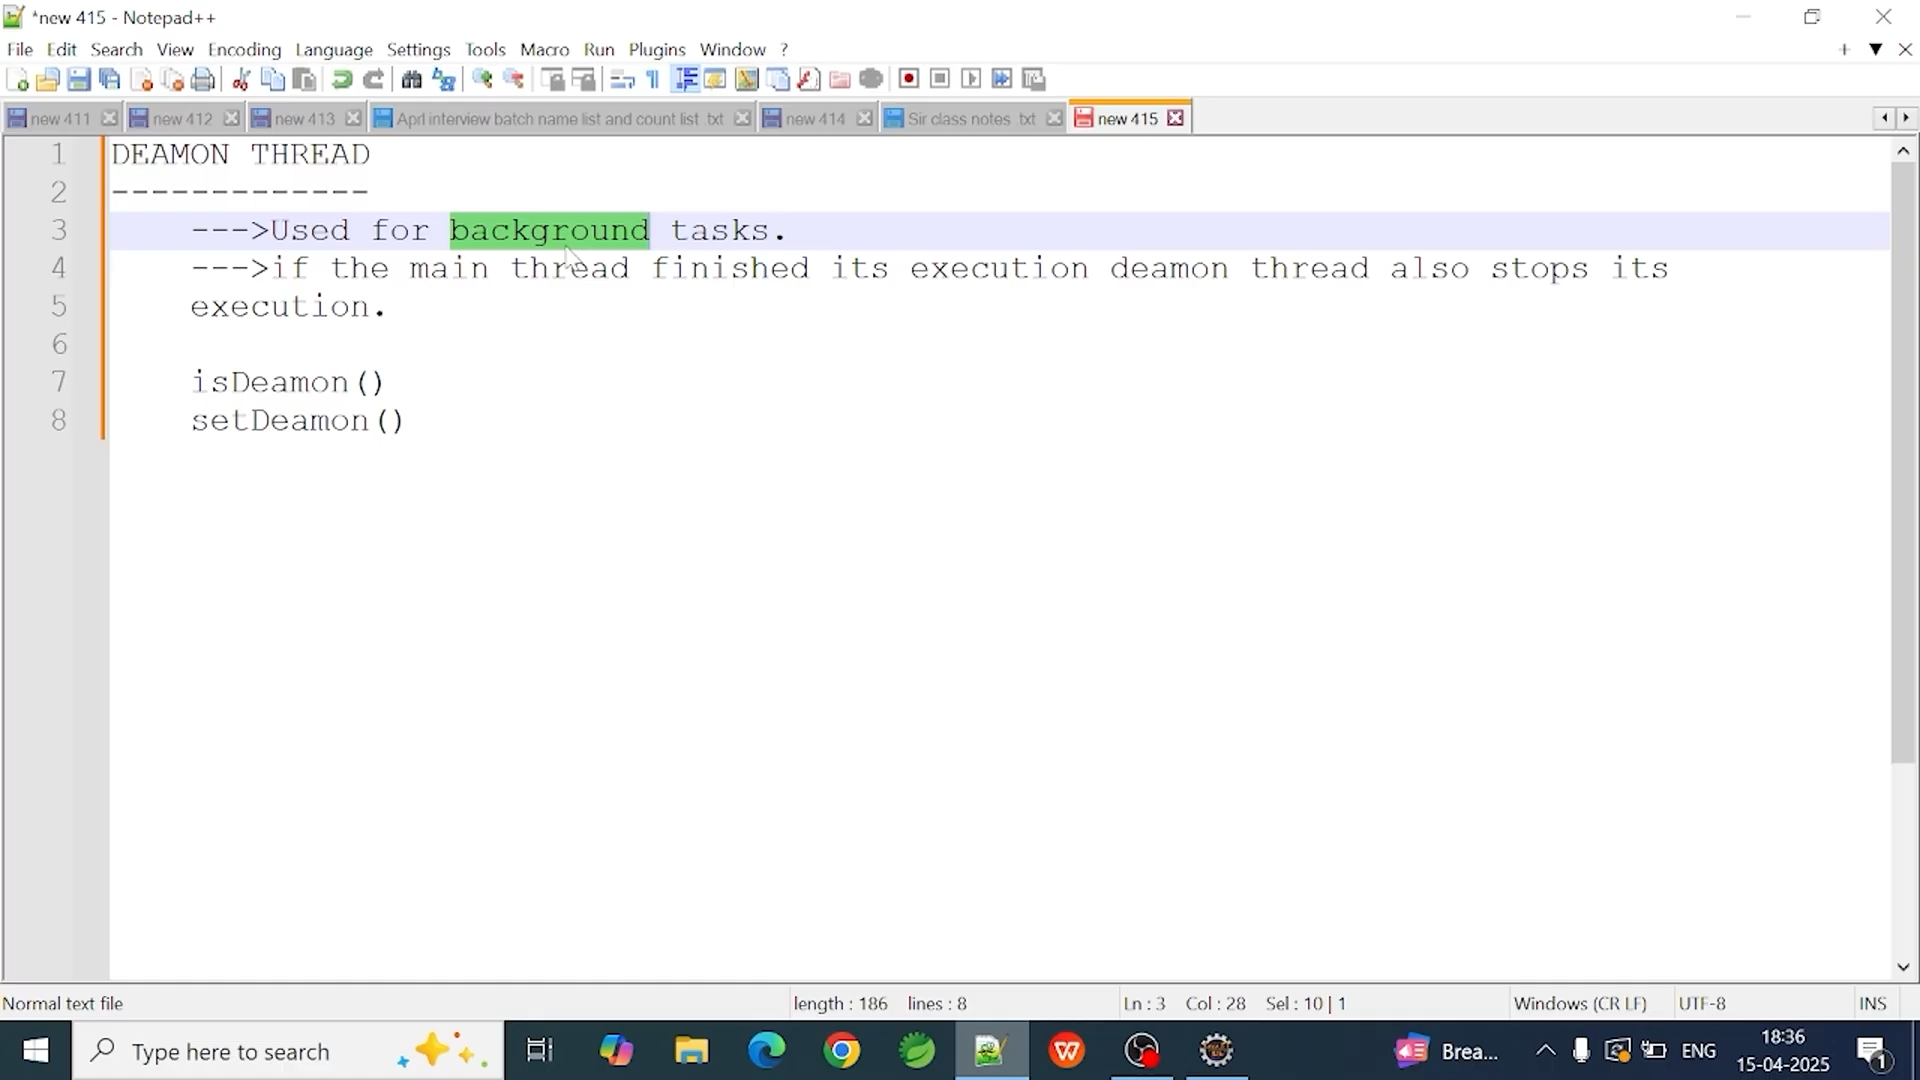 *new 415 - Notepad++
File Edit Search View Encoding Language Settings Tools Macro Run Plugins Window ?
new 411 new 412 new 413 Aprl interview batch name list and count list txt new 414 Sir class notes txt new 415
1 DEAMON THREAD
2 -------------
3 --->Used for background tasks.
4 --->if the main thread finished its execution deamon thread also stops its
5 execution.
6
7 isDeamon()
8 setDeamon()
Normal text file length : 186 lines : 8 Ln : 3 Col : 28 Sel : 10 | 1 Windows (CR LF) UTF-8 INS
Type here to search Brea... ENG 18:36
15-04-2025 1